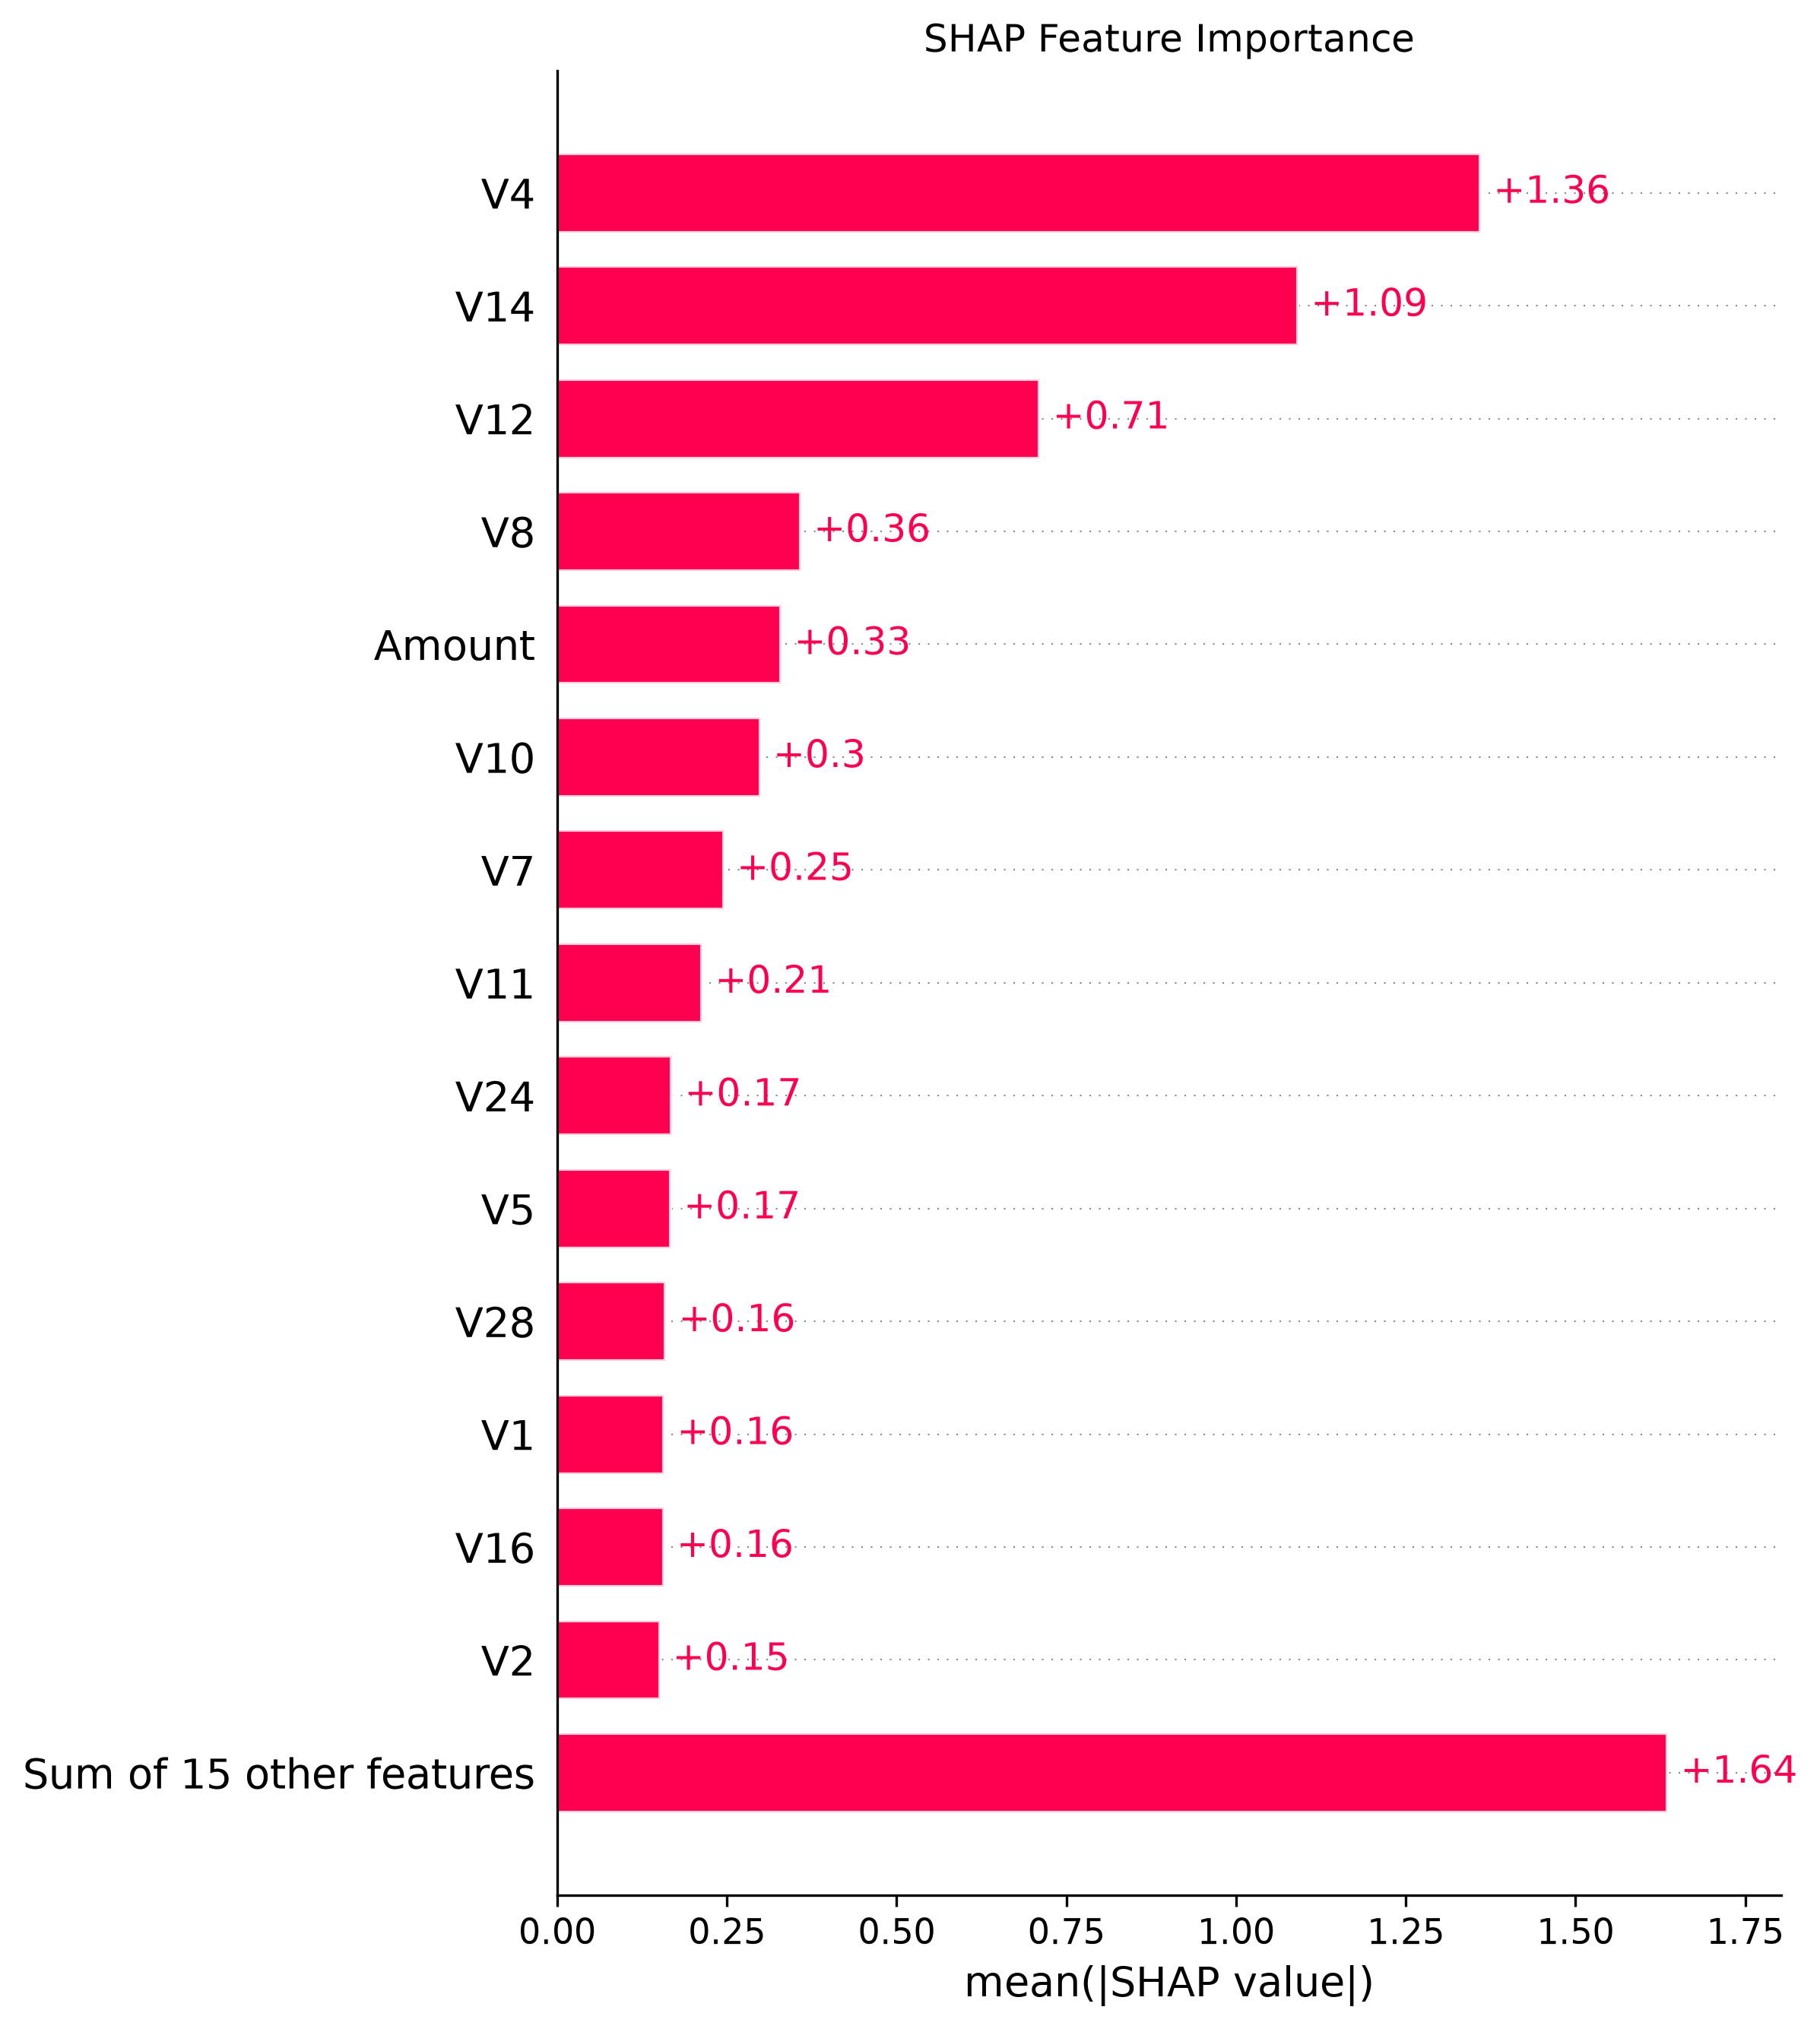 SHAP Feature Importance
V4 +1.36
V14 +1.09
V12 +0.71
V8 +0.36
Amount +0.33
V10 +0.3
V7 +0.25
V11 +0.21
V24 +0.17
V5 +0.17
V28 +0.16
V1 +0.16
V16 +0.16
V2 +0.15
Sum of 15 other features +1.64
0.00 0.25 0.50 0.75 1.00 1.25 1.50 1.75
mean(|SHAP value|)